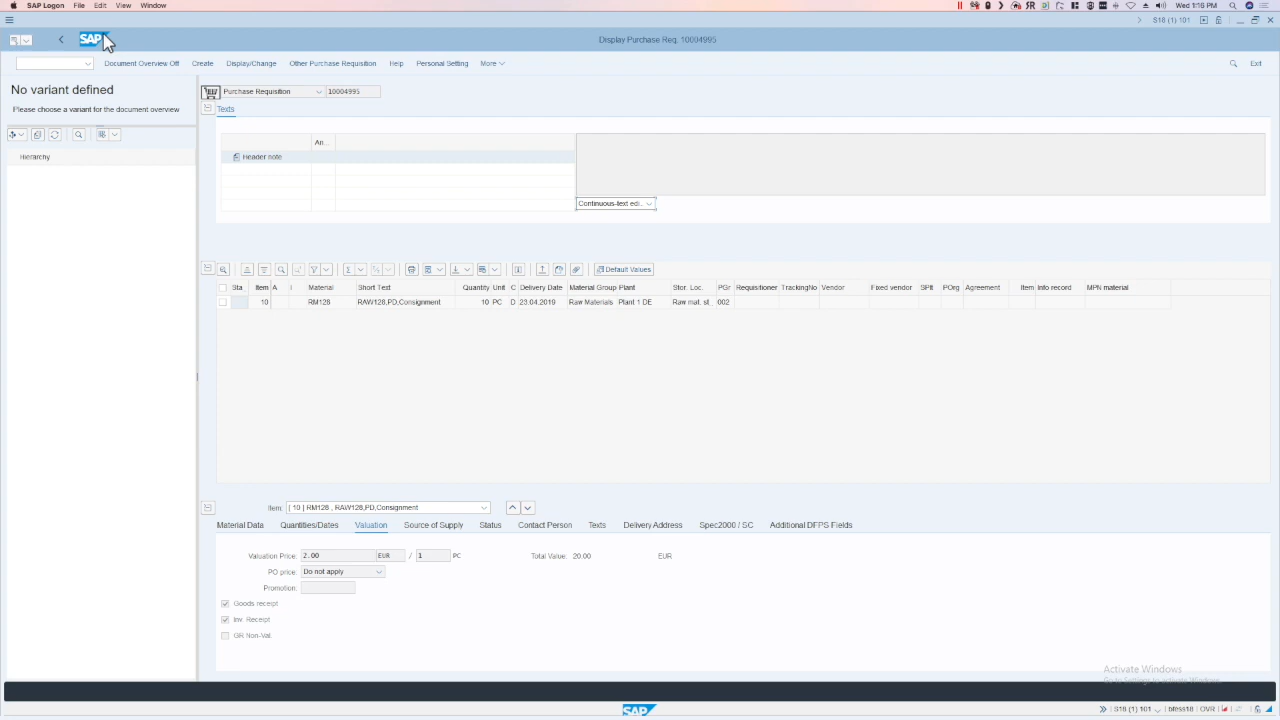 SAP Logon File Edit View Window Wed 1:16 PM
S18 (1) 101
SAP Display Purchase Req. 10004995
Document Overview Off Create Display/Change Other Purchase Requisition Help Personal Setting More Exit
No variant defined
Please choose a variant for the document overview
Hierarchy
Purchase Requisition 10004995
Texts
An...
Header note
Continuous-text edi..
Default Values
Sta Item A I Material Short Text Quantity Unit C Delivery Date Material Group Plant Stor. Loc. PGr Requisitioner TrackingNo Vendor Fixed vendor SPlt POrg Agreement Item Info record MPN material
10 RM128 RAW128,PD,Consignment 10 PC D 23.04.2019 Raw Materials Plant 1 DE Raw mat. st 002
Item: [ 10 ] RM128 , RAW128,PD,Consignment
Material Data Quantities/Dates Valuation Source of Supply Status Contact Person Texts Delivery Address Spec2000 / SC Additional DFPS Fields
Valuation Price: 2.00 EUR / 1 PC Total Value: 20.00 EUR
PO price: Do not apply
Promotion:
Goods receipt
Inv. Receipt
GR Non-Val.
Activate Windows
Go to Settings to activate Windows.
SAP S18 (1) 101 bfess18 OVR